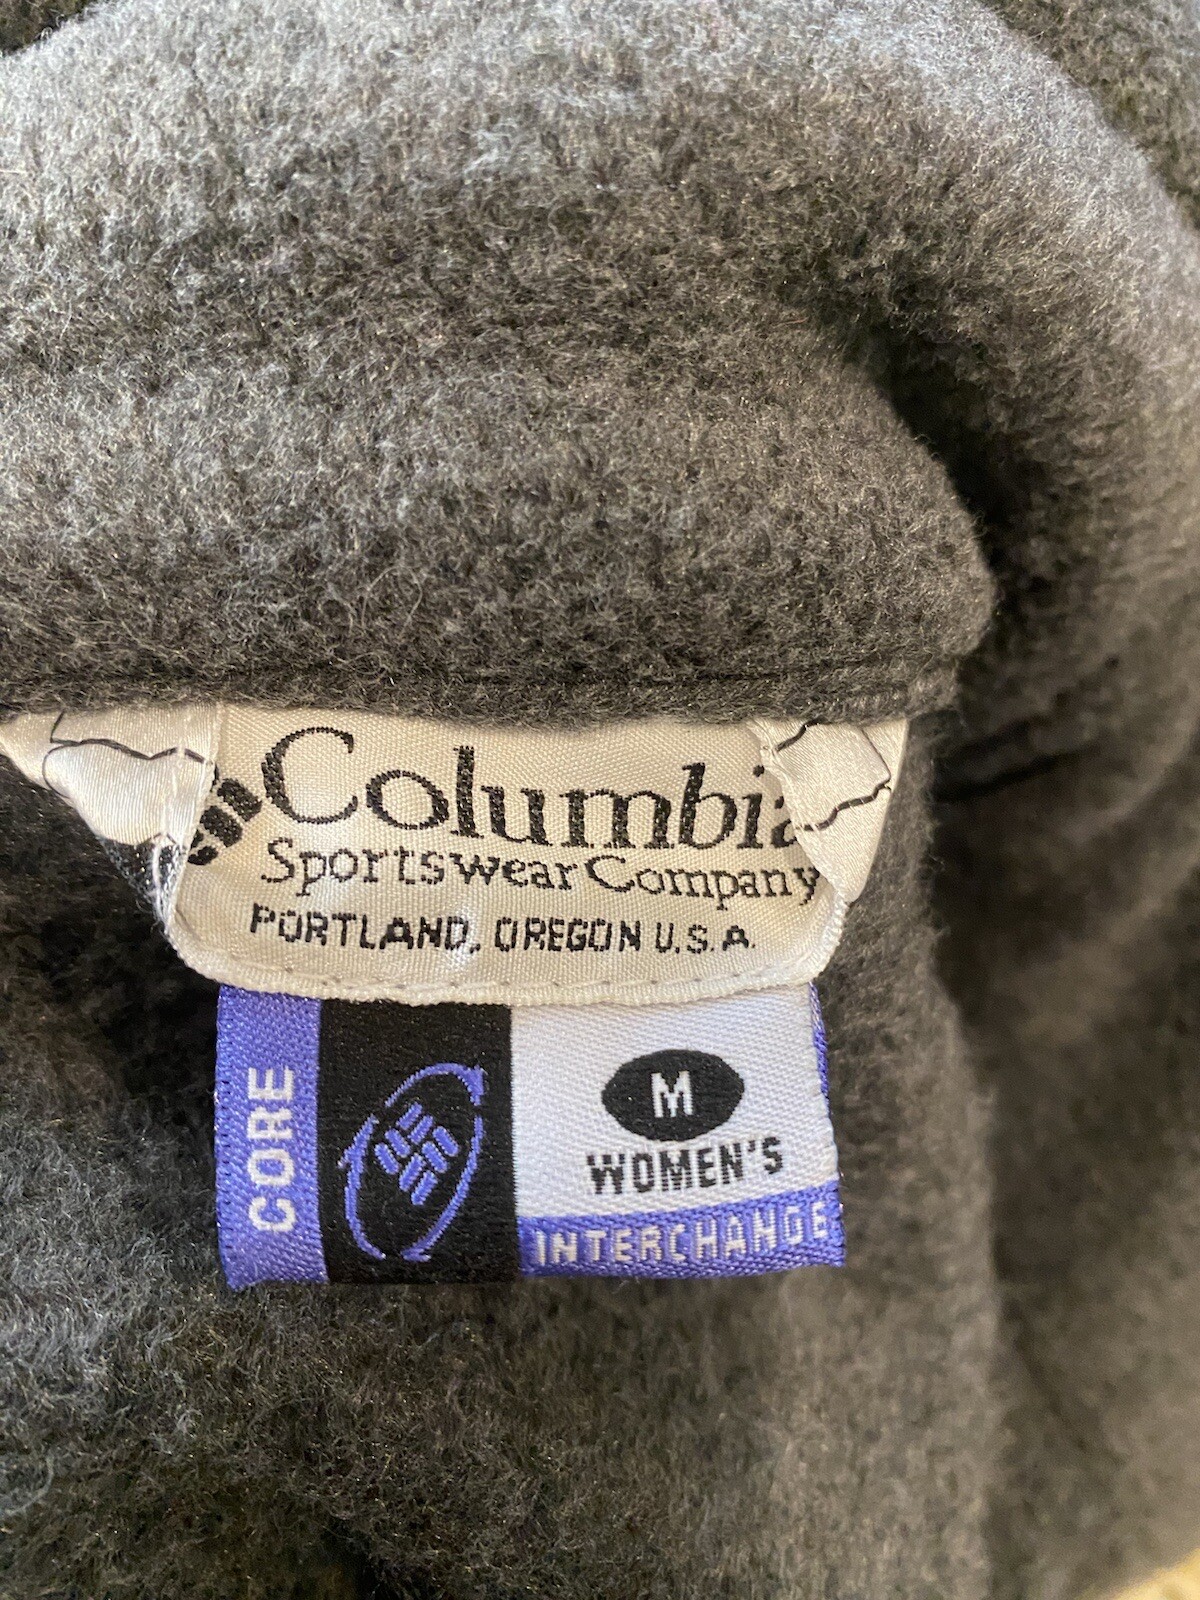 Columbia
Sportswear Company
PORTLAND, OREGON U.S.A.
CORE
M
WOMEN'S
INTERCHANGE